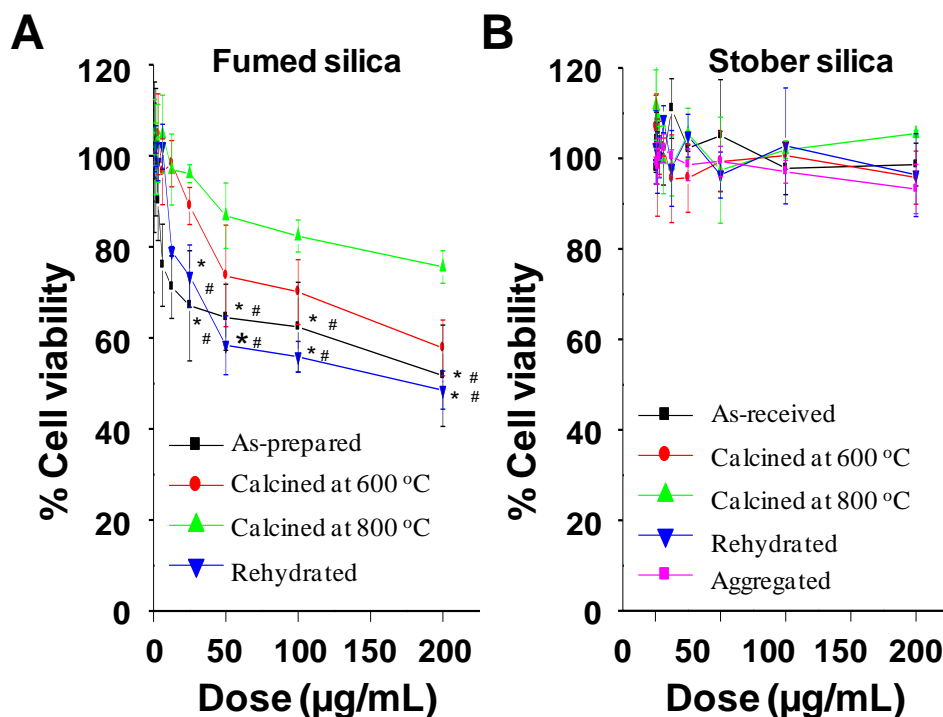 A
Fumed silica
120
100
80
60
40
20
0
% Cell viability
* #
* #
* #
* #
* #
* #
* #
* #
As-prepared
Calcined at 600 °C
Calcined at 800 °C
Rehydrated
0 50 100 150 200
Dose (µg/mL)
B
Stober silica
120
100
80
60
40
20
0
% Cell viability
As-received
Calcined at 600 °C
Calcined at 800 °C
Rehydrated
Aggregated
0 50 100 150 200
Dose (µg/mL)